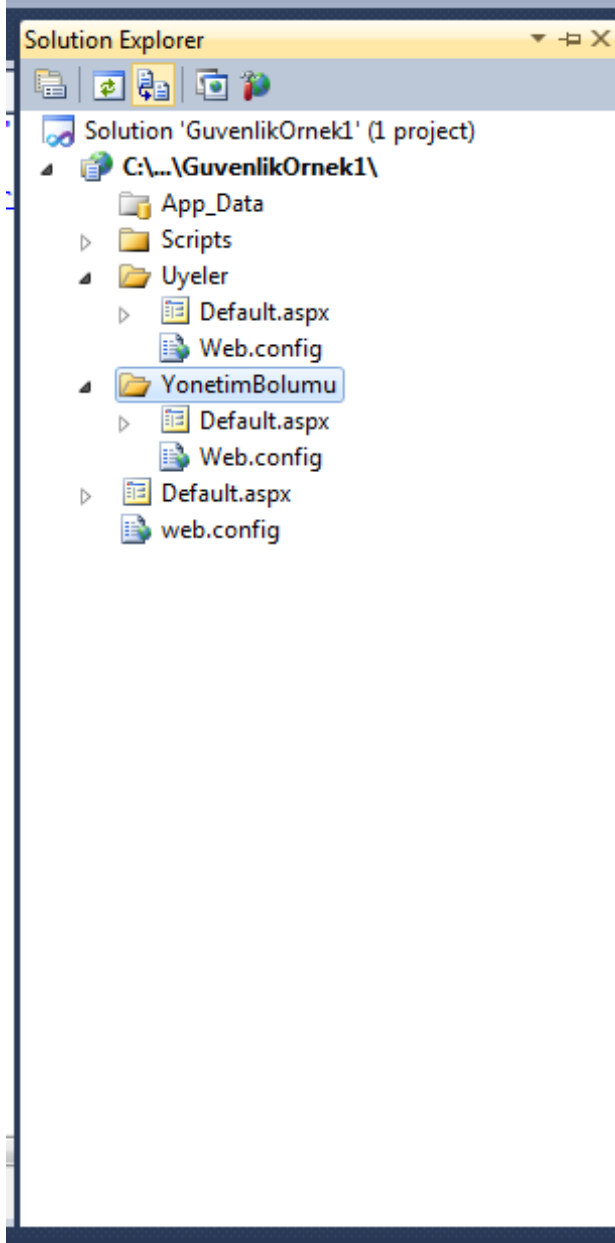 Solution Explorer
Solution 'GuvenlikOrnek1' (1 project)
C:\...\GuvenlikOrnek1\
App_Data
Scripts
Uyeler
Default.aspx
Web.config
YonetimBolumu
Default.aspx
Web.config
Default.aspx
web.config